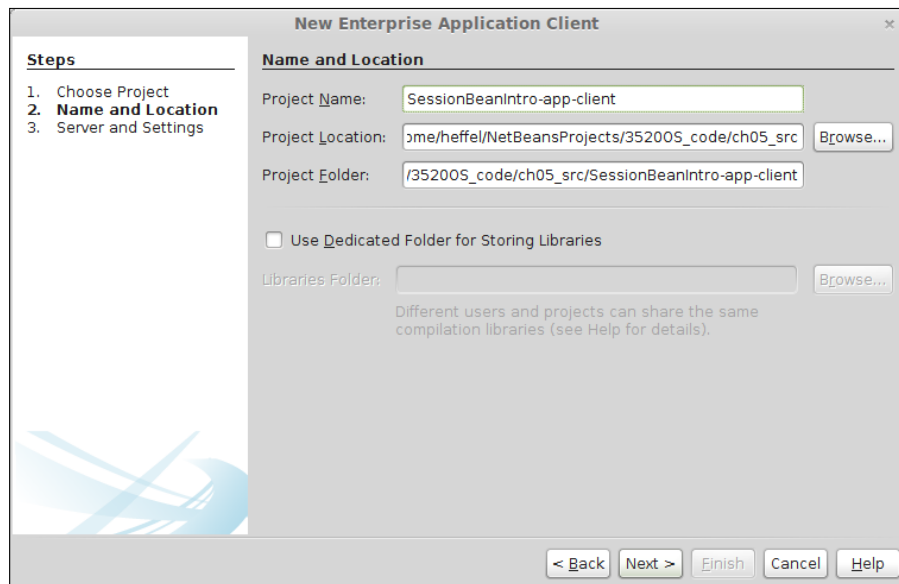 New Enterprise Application Client
Steps
1. Choose Project
2. Name and Location
3. Server and Settings
Name and Location
Project Name: SessionBeanIntro-app-client
Project Location: ome/heffel/NetBeansProjects/3520OS_code/ch05_src Browse...
Project Folder: /3520OS_code/ch05_src/SessionBeanIntro-app-client
Use Dedicated Folder for Storing Libraries
Libraries Folder: Browse...
Different users and projects can share the same
compilation libraries (see Help for details).
< Back Next > Finish Cancel Help